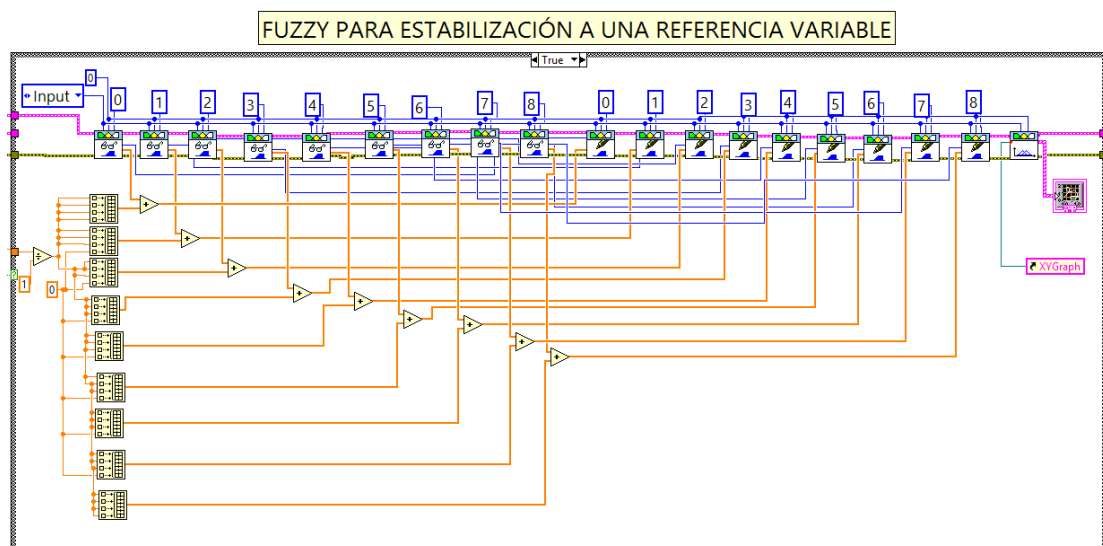 FUZZY PARA ESTABILIZACIÓN A UNA REFERENCIA VARIABLE
True
0
Input
0 1 2 3 4 5 6 7 8 0 1 2 3 4 5 6 7 8
1
0
XYGraph